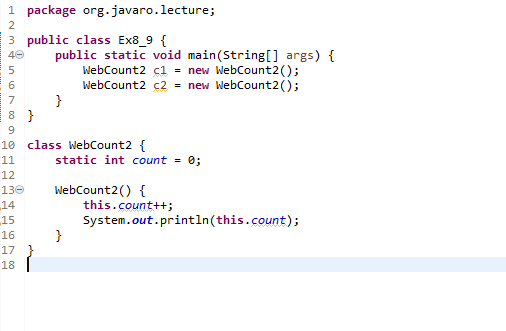 1 package org.javaro.lecture;
2
3 public class Ex8_9 {
4 public static void main(String[] args) {
5 WebCount2 c1 = new WebCount2();
6 WebCount2 c2 = new WebCount2();
7 }
8 }
9
10 class WebCount2 {
11 static int count = 0;
12
13 WebCount2() {
14 this.count++;
15 System.out.println(this.count);
16 }
17 }
18